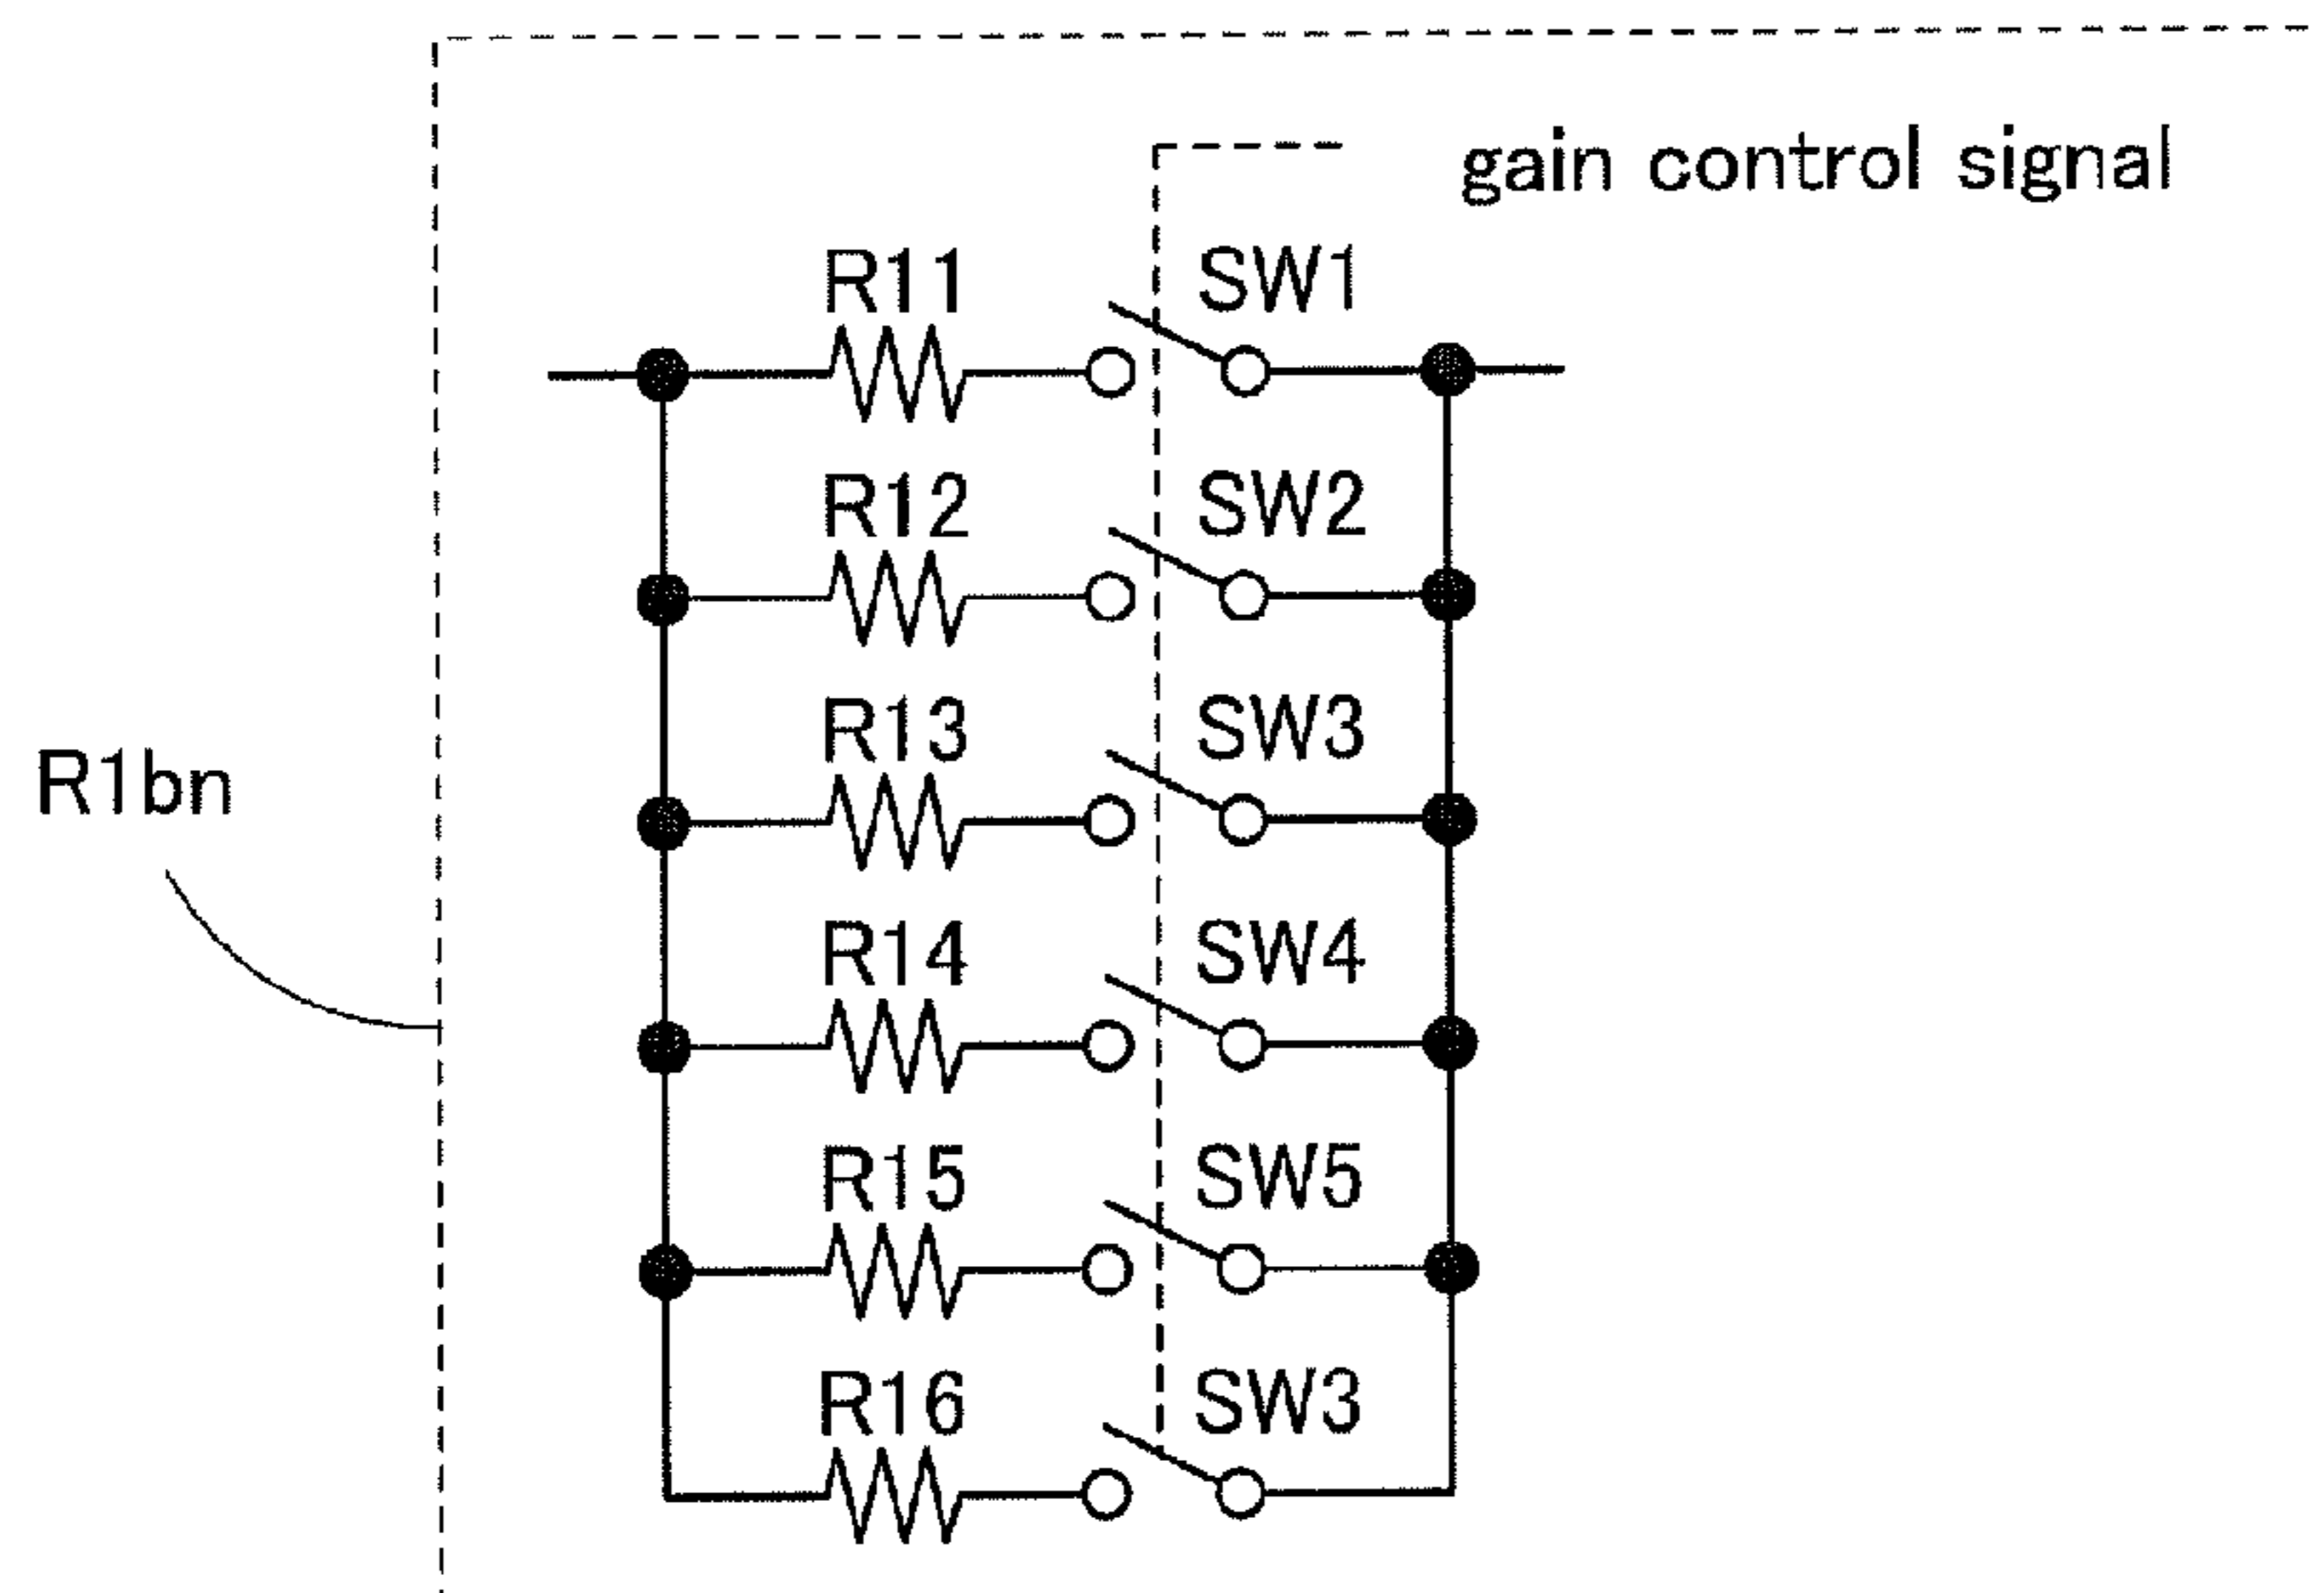 gain control signal
R11 SW1
R12 SW2
R13 SW3
R1bn
R14 SW4
R15 SW5
R16 SW3